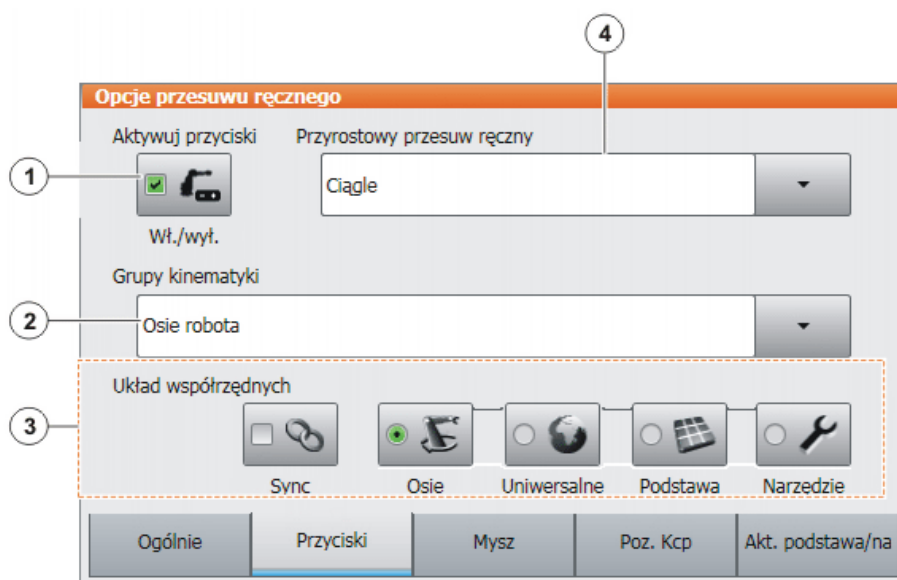 4
Opcje przesuwu ręcznego
Aktywuj przyciski
Przyrostowy przesuw ręczny
1
Ciągle
Wł./wył.
Grupy kinematyki
2
Osie robota
Układ współrzędnych
3
Sync
Osie
Uniwersalne
Podstawa
Narzędzie
Ogólnie
Przyciski
Mysz
Poz. Kcp
Akt. podstawa/na